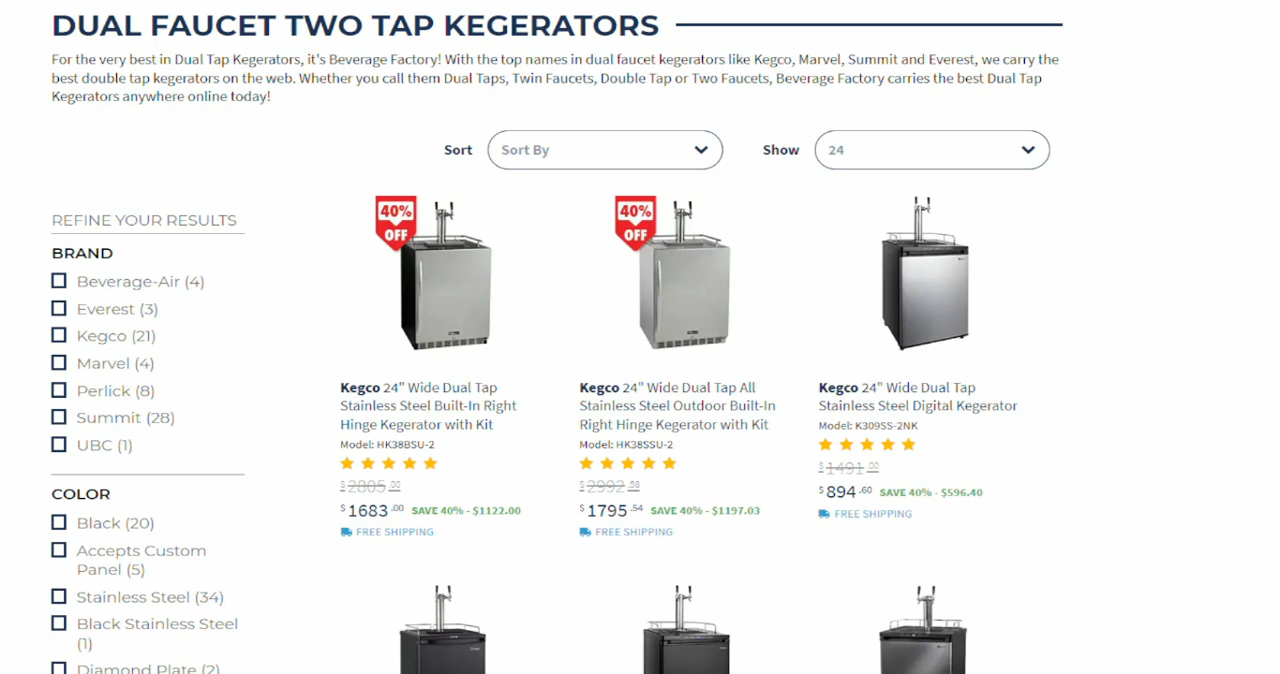 DUAL FAUCET TWO TAP KEGERATORS
For the very best in Dual Tap Kegerators, it's Beverage Factory! With the top names in dual faucet kegerators like Kegco, Marvel, Summit and Everest, we carry the
best double tap kegerators on the web. Whether you call them Dual Taps, Twin Faucets, Double Tap or Two Faucets, Beverage Factory carries the best Dual Tap
Kegerators anywhere online today!
Sort Sort By Show 24
REFINE YOUR RESULTS
BRAND
Beverage-Air (4)
Everest (3)
Kegco (21)
Marvel (4)
Perlick (8)
Summit (28)
UBC (1)
COLOR
Black (20)
Accepts Custom
Panel (5)
Stainless Steel (34)
Black Stainless Steel
(1)
Diamond Plate (2)
40%
OFF
Kegco 24" Wide Dual Tap
Stainless Steel Built-In Right
Hinge Kegerator with Kit
Model: HK38BSU-2
$2805.00
$1683.00 SAVE 40% - $1122.00
FREE SHIPPING
40%
OFF
Kegco 24" Wide Dual Tap All
Stainless Steel Outdoor Built-In
Right Hinge Kegerator with Kit
Model: HK38SSU-2
$2992.58
$1795.54 SAVE 40% - $1197.03
FREE SHIPPING
Kegco 24" Wide Dual Tap
Stainless Steel Digital Kegerator
Model: K309SS-2NK
$1491.00
$894.60 SAVE 40% - $596.40
FREE SHIPPING